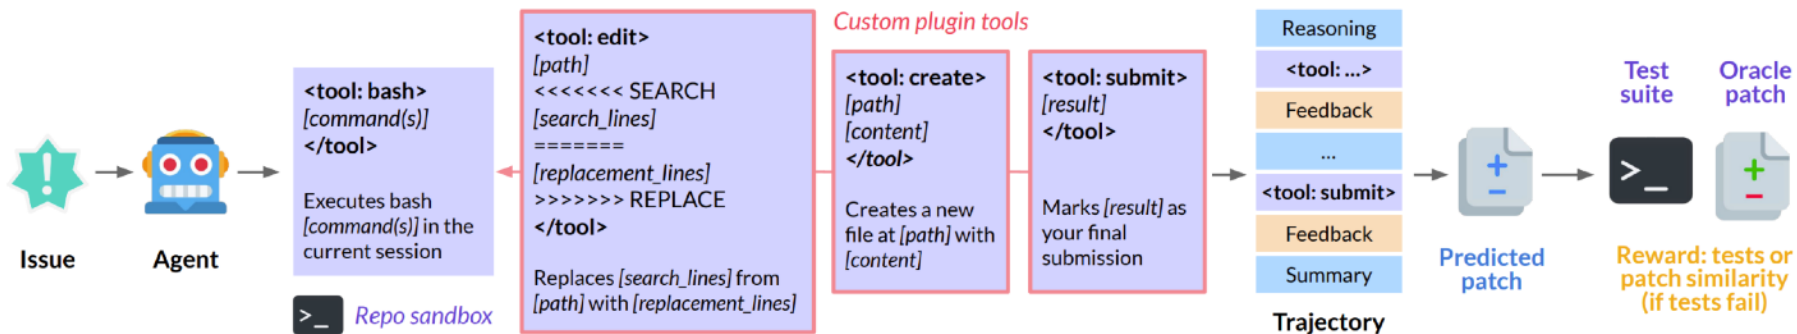 Issue
Agent
<tool: bash>
[command(s)]
</tool>
Executes bash
[command(s)] in the
current session
>_ Repo sandbox
Custom plugin tools
<tool: edit>
[path]
<<<<<<< SEARCH
[search_lines]
=======
[replacement_lines]
>>>>>>> REPLACE
</tool>
Replaces [search_lines] from
[path] with [replacement_lines]
<tool: create>
[path]
[content]
</tool>
Creates a new
file at [path] with
[content]
<tool: submit>
[result]
</tool>
Marks [result] as
your final
submission
Reasoning
<tool: ...>
Feedback
...
<tool: submit>
Feedback
Summary
Trajectory
Predicted
patch
Test
suite
>_
Oracle
patch
Reward: tests or
patch similarity
(if tests fail)